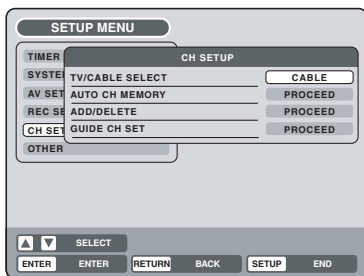 SETUP MENU
TIMER
CH SETUP
SYSTE
TV/CABLE SELECT CABLE
AV SET
AUTO CH MEMORY PROCEED
REC SE
ADD/DELETE PROCEED
CH SET
GUIDE CH SET PROCEED
OTHER
SELECT
ENTER ENTER RETURN BACK SETUP END